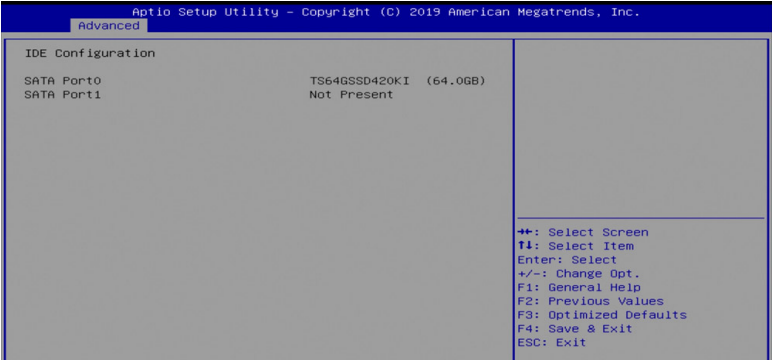 Aptio Setup Utility – Copyright (C) 2019 American Megatrends, Inc.
Advanced
IDE Configuration
SATA Port0 TS64GSSD420KI (64.0GB)
SATA Port1 Not Present
→←: Select Screen
↑↓: Select Item
Enter: Select
+/-: Change Opt.
F1: General Help
F2: Previous Values
F3: Optimized Defaults
F4: Save & Exit
ESC: Exit